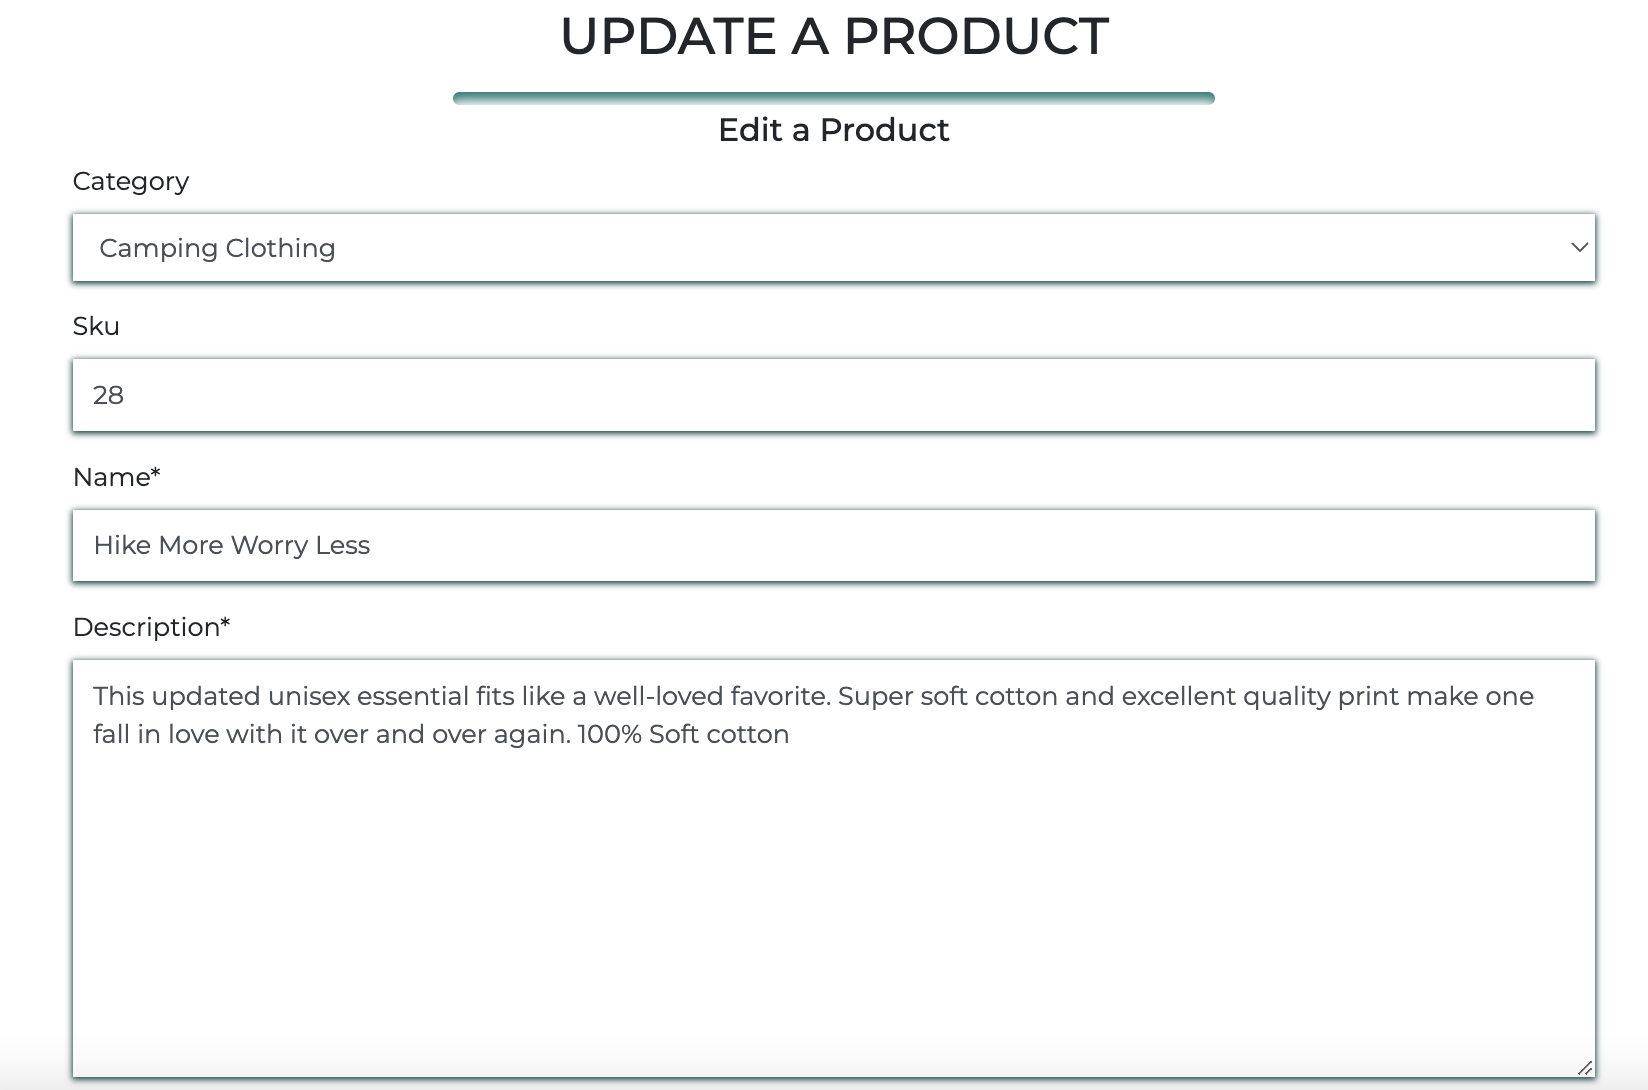 UPDATE A PRODUCT
Edit a Product
Category
Camping Clothing
Sku
28
Name*
Hike More Worry Less
Description*
This updated unisex essential fits like a well-loved favorite. Super soft cotton and excellent quality print make one
fall in love with it over and over again. 100% Soft cotton